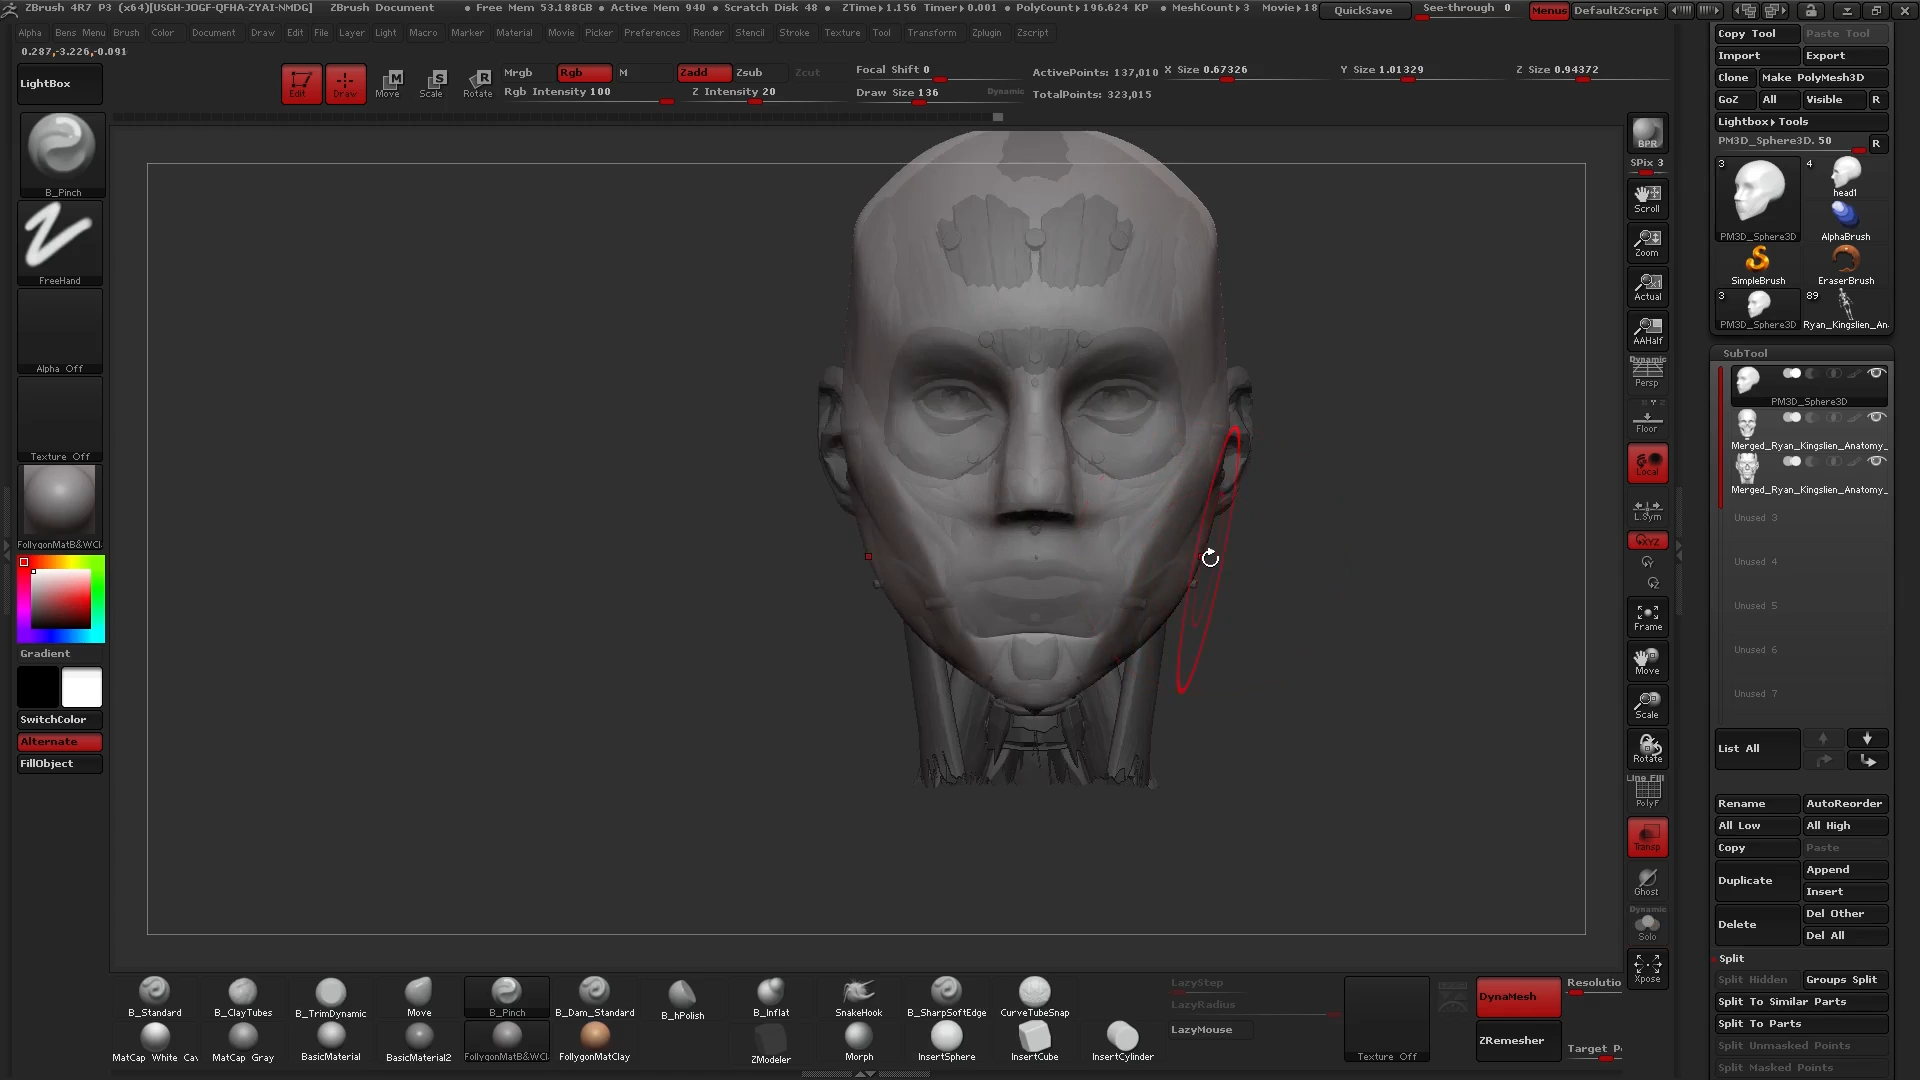 ZBrush 4R7 P3 (x64)[USGH-JOGF-QFHA-ZYAI-NMDG] ZBrush Document • Free Mem 53.188GB • Active Mem 940 • Scratch Disk 48 • ZTime▸1.156 Timer▸0.001 • PolyCount▸196.624 KP • MeshCount▸3 Movie▸18 QuickSave See-through 0 Menus DefaultZScript
Alpha Bens Menu Brush Color Document Draw Edit File Layer Light Macro Marker Material Movie Picker Preferences Render Stencil Stroke Texture Tool Transform Zplugin Zscript
0.287,-3.226,-0.091
LightBox
Edit
Draw
Move
Scale
Rotate
Mrgb Rgb M Zadd Zsub Zcut
Rgb Intensity 100 Z Intensity 20
Focal Shift 0
Draw Size 136 Dynamic
ActivePoints: 137,010
TotalPoints: 323,015
X Size 0.67326 Y Size 1.01329 Z Size 0.94372
B_Pinch
FreeHand
Alpha Off
Texture Off
FollygonMatB&WCl
Gradient
SwitchColor
Alternate
FillObject
BPR
SPix 3
Scroll
Zoom
Actual
AAHalf
Dynamic
Persp
Floor
Local
L.Sym
XYZ
Y
Z
Frame
Move
Scale
Rotate
Line Fill
PolyF
Transp
Ghost
Dynamic
Solo
Xpose
Copy Tool Paste Tool
Import Export
Clone Make PolyMesh3D
GoZ All Visible R
Lightbox▸Tools
PM3D_Sphere3D. 50 R
3
PM3D_Sphere3D
4
head1
AlphaBrush
SimpleBrush EraserBrush
3 89
PM3D_Sphere3D Ryan_Kingslien_An
SubTool
PM3D_Sphere3D
Merged_Ryan_Kingslien_Anatomy_
Merged_Ryan_Kingslien_Anatomy_
Unused 3
Unused 4
Unused 5
Unused 6
Unused 7
List All
Rename AutoReorder
All Low All High
Copy Paste
Duplicate Append
Insert
Delete Del Other
Del All
Split
Split Hidden Groups Split
Split To Similar Parts
Split To Parts
Split Unmasked Points
Split Masked Points
B_Standard B_ClayTubes B_TrimDynamic Move B_Pinch B_Dam_Standard B_hPolish B_Inflat SnakeHook B_SharpSoftEdge CurveTubeSnap
MatCap White Cav MatCap Gray BasicMaterial BasicMaterial2 FollygonMatB&WCl FollygonMatClay ZModeler Morph InsertSphere InsertCube InsertCylinder
LazyStep
LazyRadius
LazyMouse
Texture Off
DynaMesh
ZRemesher
Resolutio
Target P